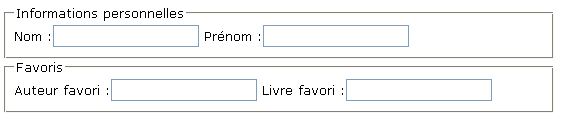 Informations personnelles
Nom : Prénom :
Favoris
Auteur favori : Livre favori :